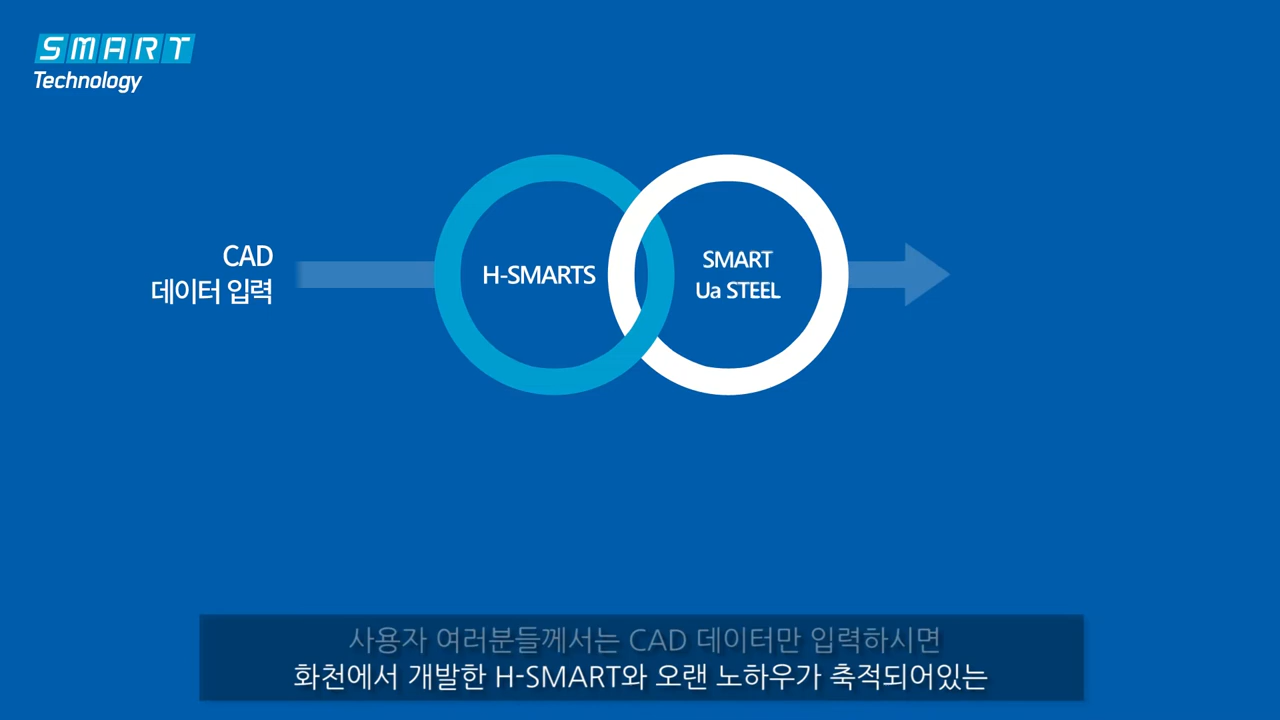 SMART
Technology
CAD
데이터 입력
H-SMARTS
SMART
Ua STEEL
사용자 여러분들께서는 CAD 데이터만 입력하시면
화천에서 개발한 H-SMART와 오랜 노하우가 축적되어있는